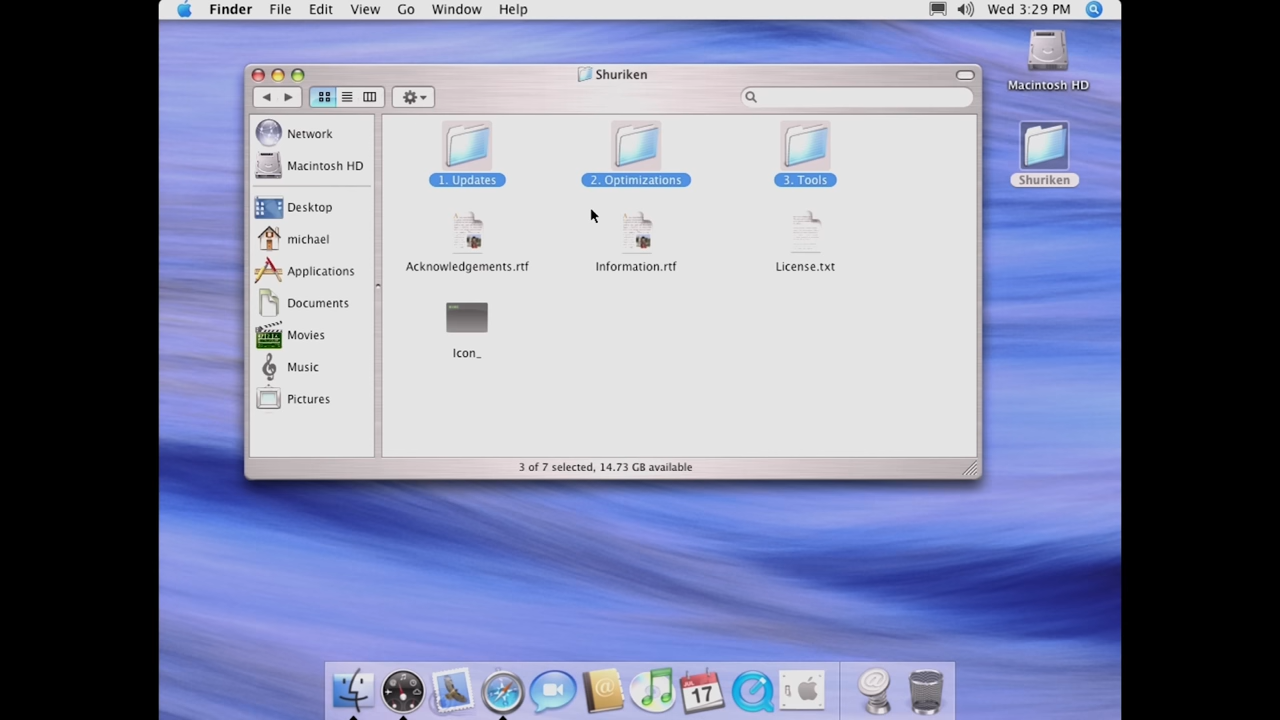 Finder File Edit View Go Window Help Wed 3:29 PM
Macintosh HD
Shuriken
Shuriken
Network
Macintosh HD
Desktop
michael
Applications
Documents
Movies
Music
Pictures
1. Updates 2. Optimizations 3. Tools
Acknowledgements.rtf Information.rtf License.txt
Icon_
3 of 7 selected, 14.73 GB available
17